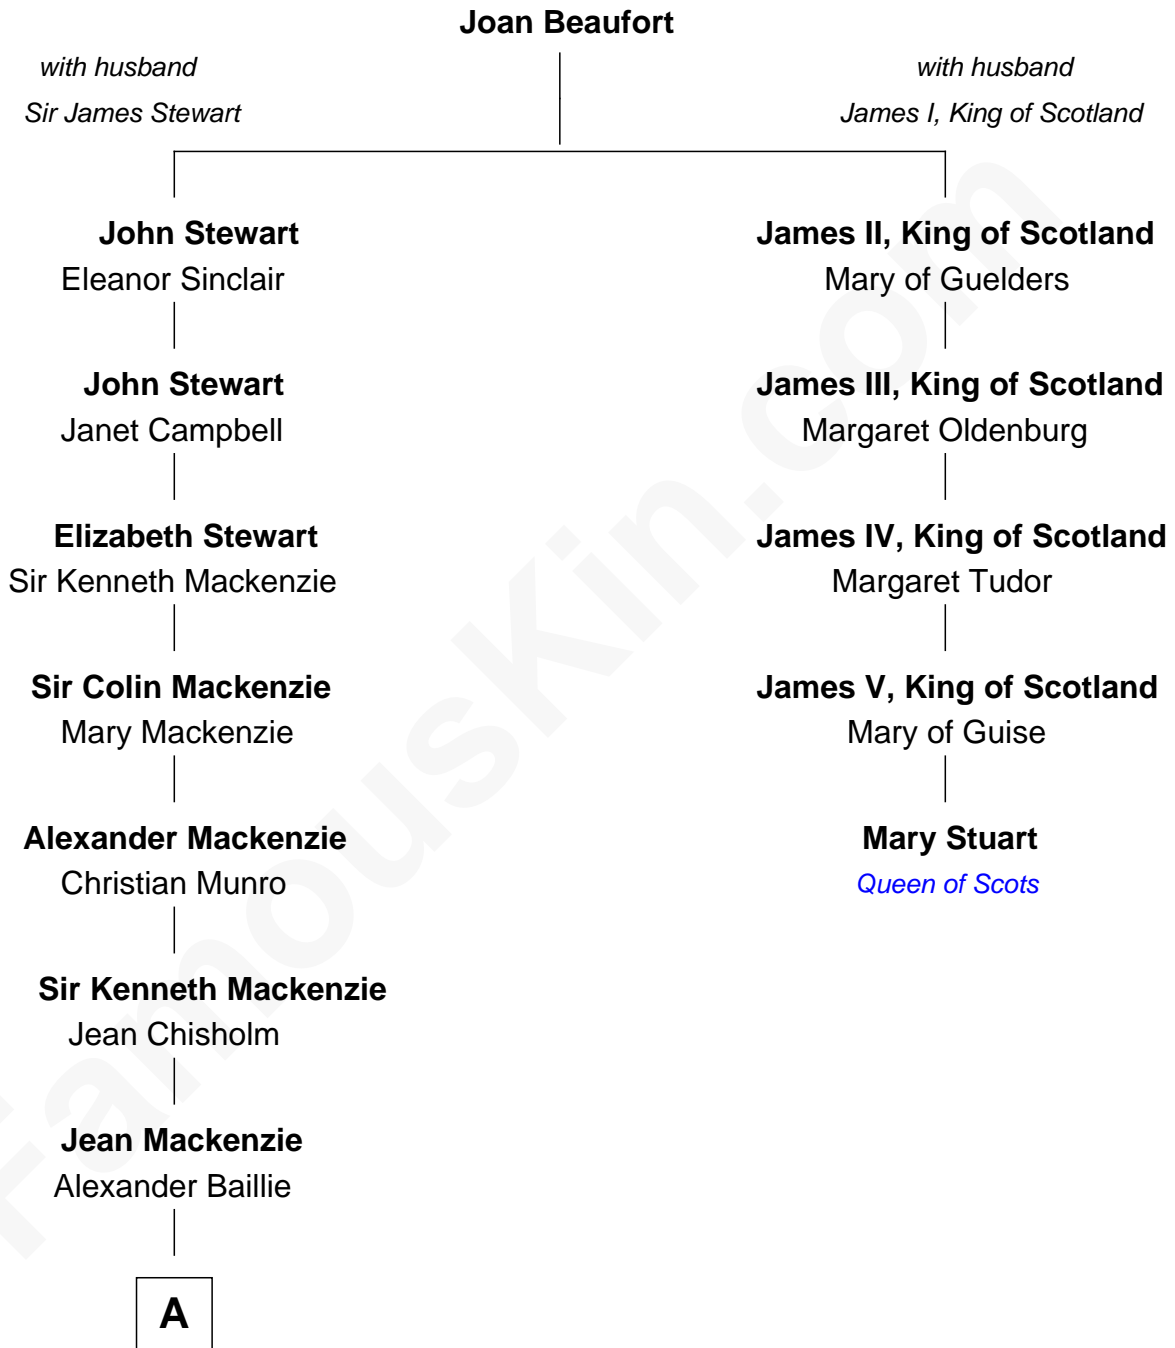 Joan Beaufort
with husband
Sir James Stewart
with husband
James I, King of Scotland
John Stewart
Eleanor Sinclair
James II, King of Scotland
Mary of Guelders
John Stewart
Janet Campbell
James III, King of Scotland
Margaret Oldenburg
Elizabeth Stewart
Sir Kenneth Mackenzie
James IV, King of Scotland
Margaret Tudor
Sir Colin Mackenzie
Mary Mackenzie
James V, King of Scotland
Mary of Guise
Alexander Mackenzie
Christian Munro
Mary Stuart
Queen of Scots
Sir Kenneth Mackenzie
Jean Chisholm
Jean Mackenzie
Alexander Baillie
A
FamousKin.com